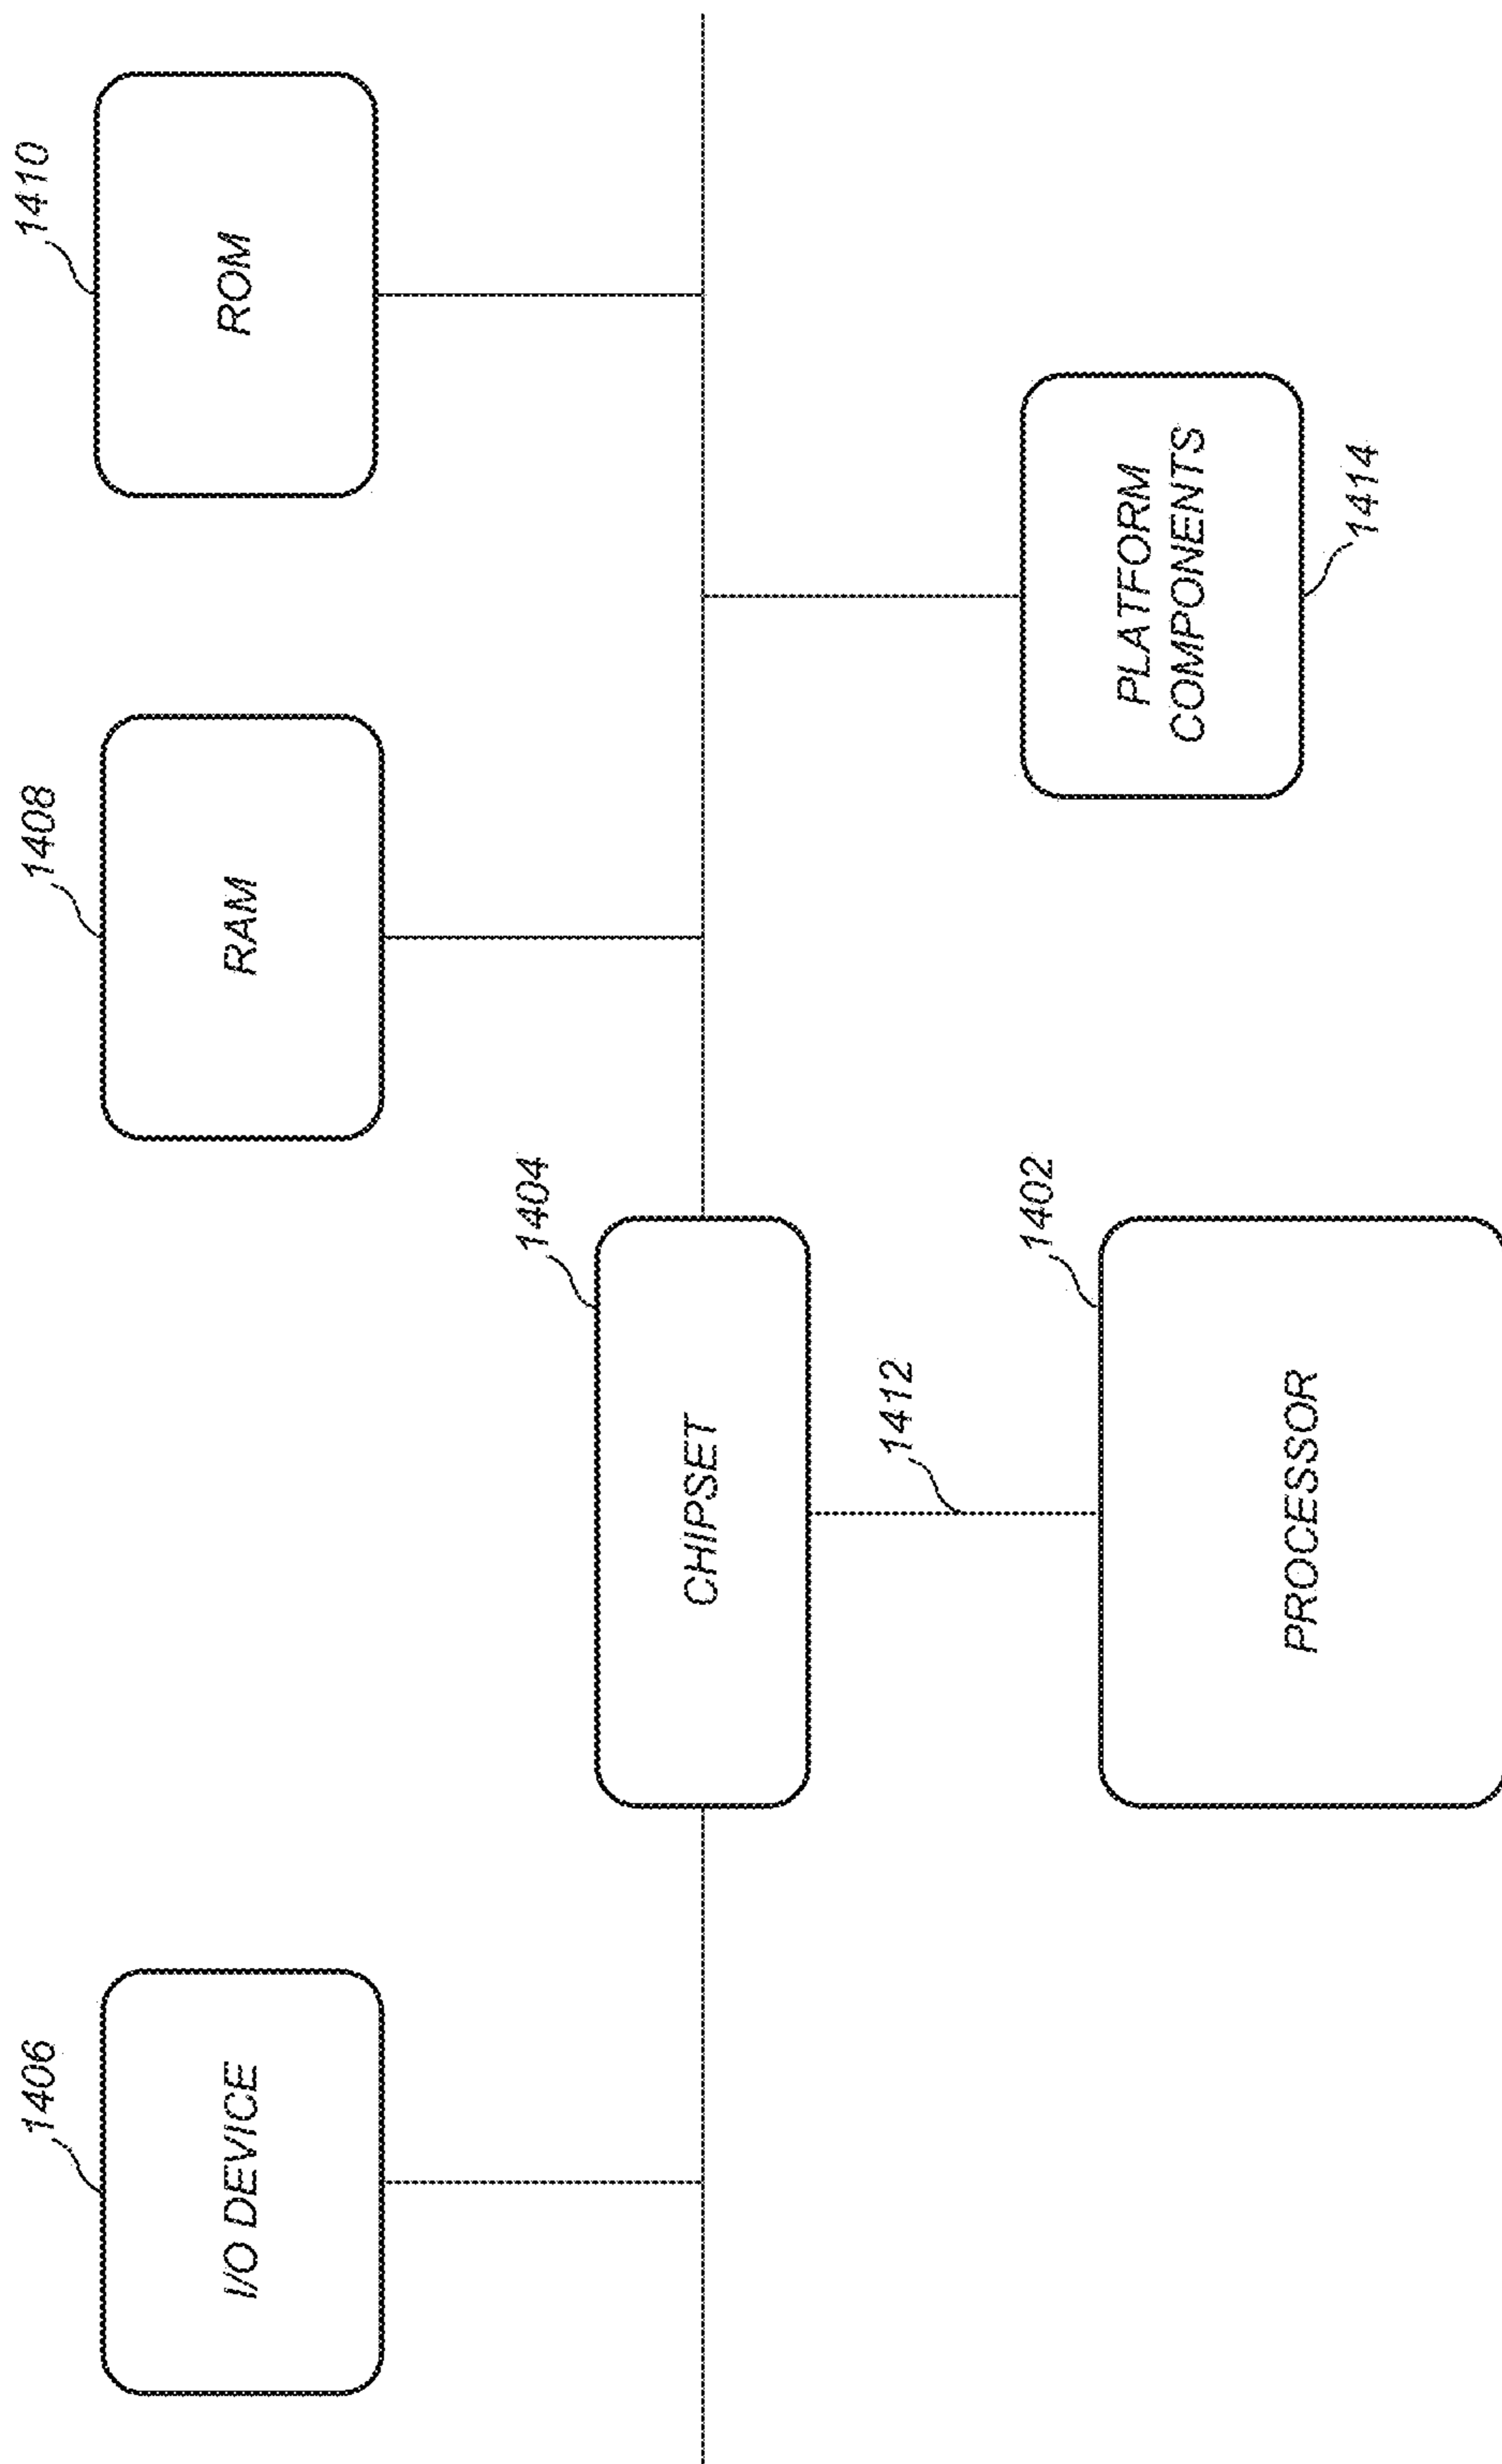 1406
I/O DEVICE
1408
RAM
1410
ROM
1404
CHIPSET
1412
1402
PROCESSOR
PLATFORM
COMPONENTS
1414